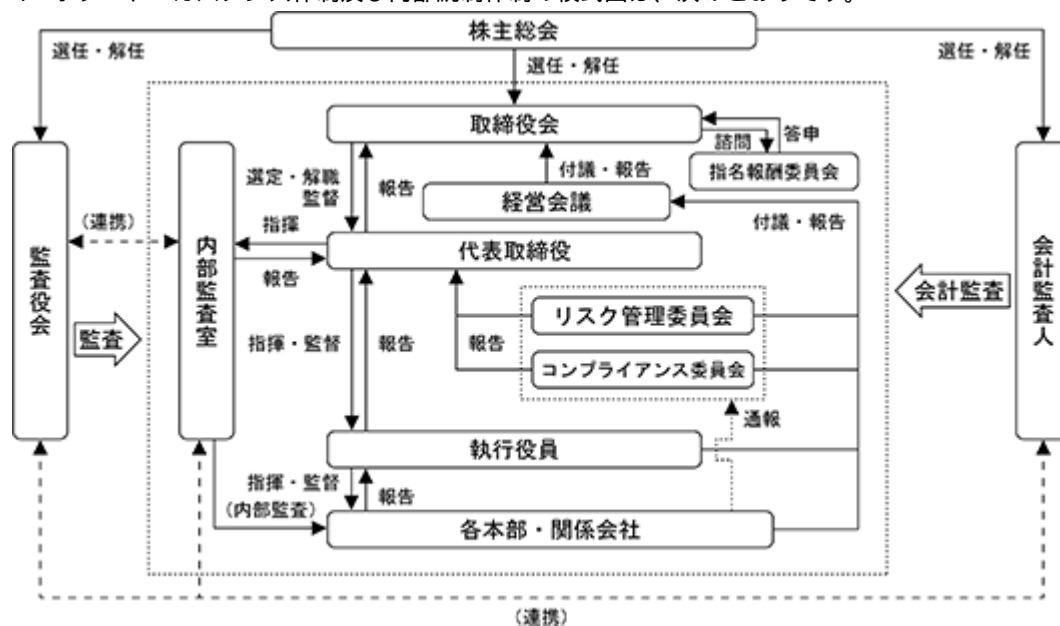 株主総会
選任・解任
選任・解任
選任・解任
取締役会
答申
諮問
指名報酬委員会
選定・解職
監督
報告
付議・報告
経営会議
付議・報告
(連携)
指揮
代表取締役
報告
監査役会
内部監査室
会計監査人
監査
会計監査
リスク管理委員会
指揮・監督
報告
報告
コンプライアンス委員会
通報
執行役員
指揮・監督
報告
(内部監査)
各本部・関係会社
(連携)